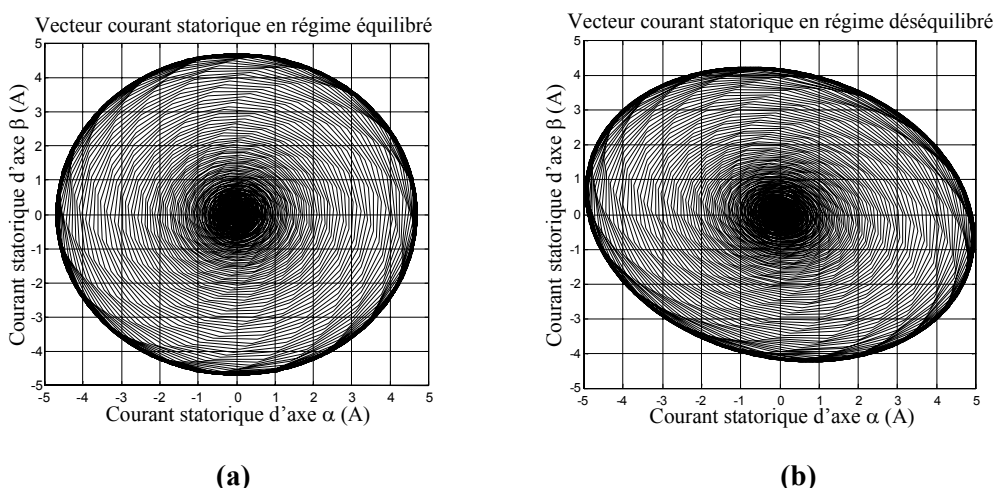 Vecteur courant statorique en régime équilibré
Courant statorique d'axe β (A)
5
4
3
2
1
0
-1
-2
-3
-4
-5
-5 -4 -3 -2 -1 0 1 2 3 4 5
Courant statorique d'axe α (A)
(a)
Vecteur courant statorique en régime déséquilibré
Courant statorique d'axe β (A)
5
4
3
2
1
0
-1
-2
-3
-4
-5
-5 -4 -3 -2 -1 0 1 2 3 4 5
Courant statorique d'axe α (A)
(b)